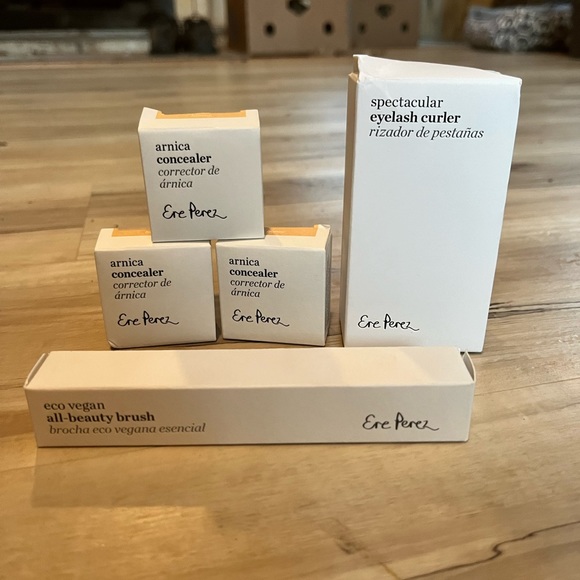 arnica
concealer
corrector de
árnica
Ere Perez
spectacular
eyelash curler
rizador de pestañas
Ere Perez
arnica
concealer
corrector de
árnica
Ere Perez
arnica
concealer
corrector de
árnica
Ere Perez
eco vegan
all-beauty brush
brocha eco vegana esencial
Ere Perez